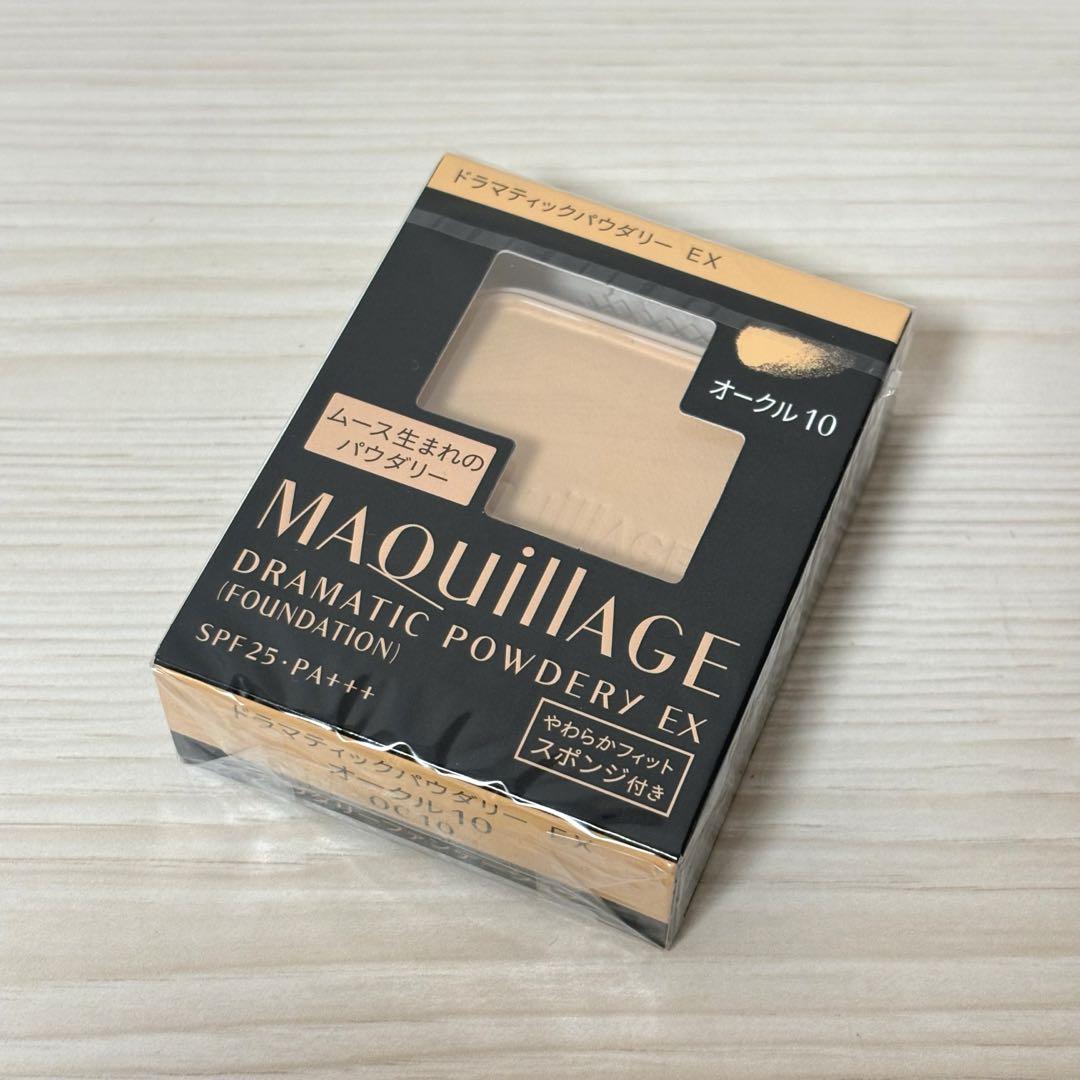 ドラマティックパウダリー EX
オークル10
ムース生まれの
パウダリー
MAQuillAGE
MAQuillAGE
DRAMATIC POWDERY EX
(FOUNDATION)
SPF25・PA+++
やわらかフィット
スポンジ付き
ドラマティックパウダリー EX
オークル10
OC10